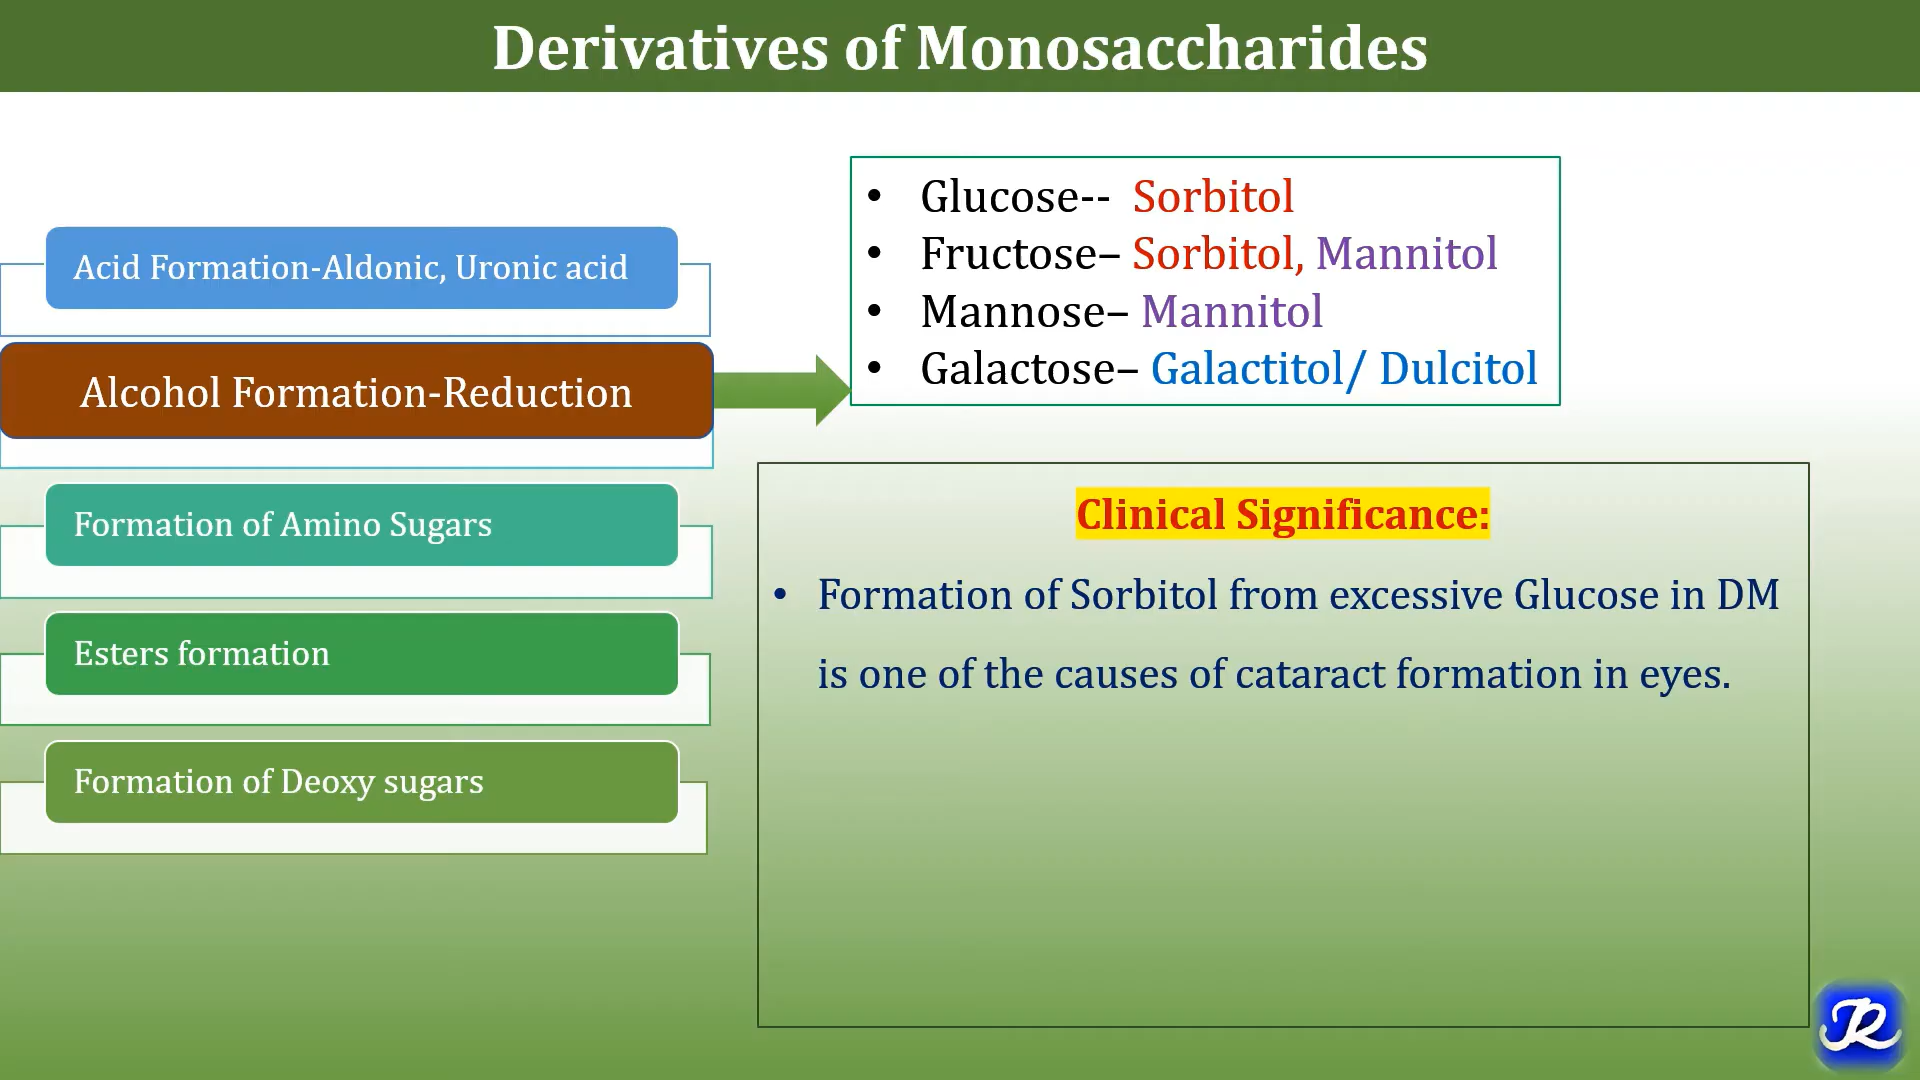 Derivatives of Monosaccharides
Acid Formation-Aldonic, Uronic acid
Alcohol Formation-Reduction
Formation of Amino Sugars
Esters formation
Formation of Deoxy sugars
• Glucose-- Sorbitol
• Fructose– Sorbitol, Mannitol
• Mannose– Mannitol
• Galactose– Galactitol/ Dulcitol
Clinical Significance:
• Formation of Sorbitol from excessive Glucose in DM
is one of the causes of cataract formation in eyes.